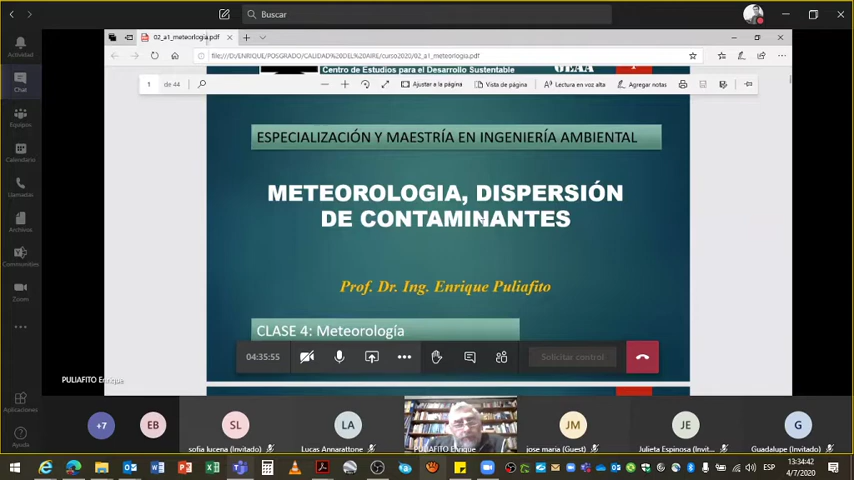 Buscar
02_a1_meteorlogia.pdf
file:///D:/ENRIQUE/POSGRADO/CALIDAD%20DEL%20AIRE/curso2020/02_a1_meteorlogia.pdf
Centro de Estudios para el Desarrollo Sustentable
1 de 44
Ajustar a la página
Vista de página
Lectura en voz alta
Agregar notas
ESPECIALIZACIÓN Y MAESTRÍA EN INGENIERÍA AMBIENTAL
METEOROLOGIA, DISPERSIÓN
DE CONTAMINANTES
Prof. Dr. Ing. Enrique Puliafito
CLASE 4: Meteorología
04:35:55
Solicitar control
Actividad
Chat
Equipos
Calendario
Llamadas
Archivos
Communities
Zoom
Aplicaciones
Ayuda
PULIAFITO Enrique
+7
EB
SL
LA
JM
JE
G
sofia lucena (Invitado)
Lucas Annarattone
PULIAFITO Enrique
jose maria (Guest)
Julieta Espinosa (Invit...
Guadalupe (Invitado)
ESP
13:34:42
4/7/2020